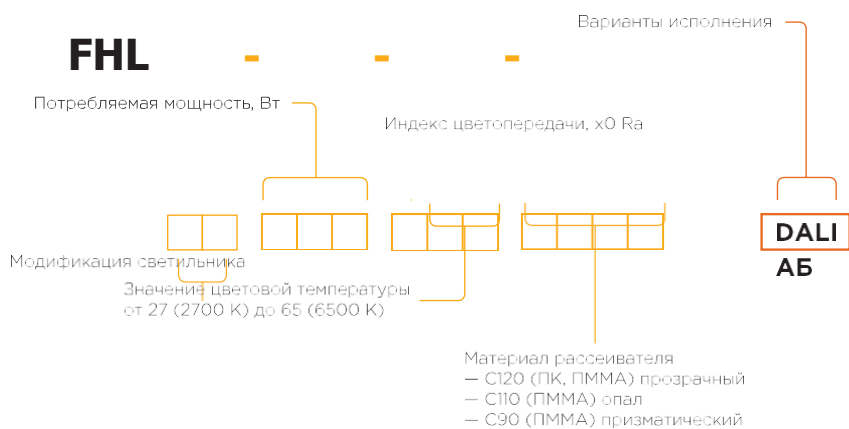 Варианты исполнения
FHL - - -
Потребляемая мощность, Вт
Индекс цветопередачи, х0 Ra
DALI
АБ
Модификация светильника
Значение цветовой температуры
от 27 (2700 К) до 65 (6500 К)
Материал рассеивателя
— С120 (ПК, ПММА) прозрачный
— С110 (ПММА) опал
— С90 (ПММА) призматический